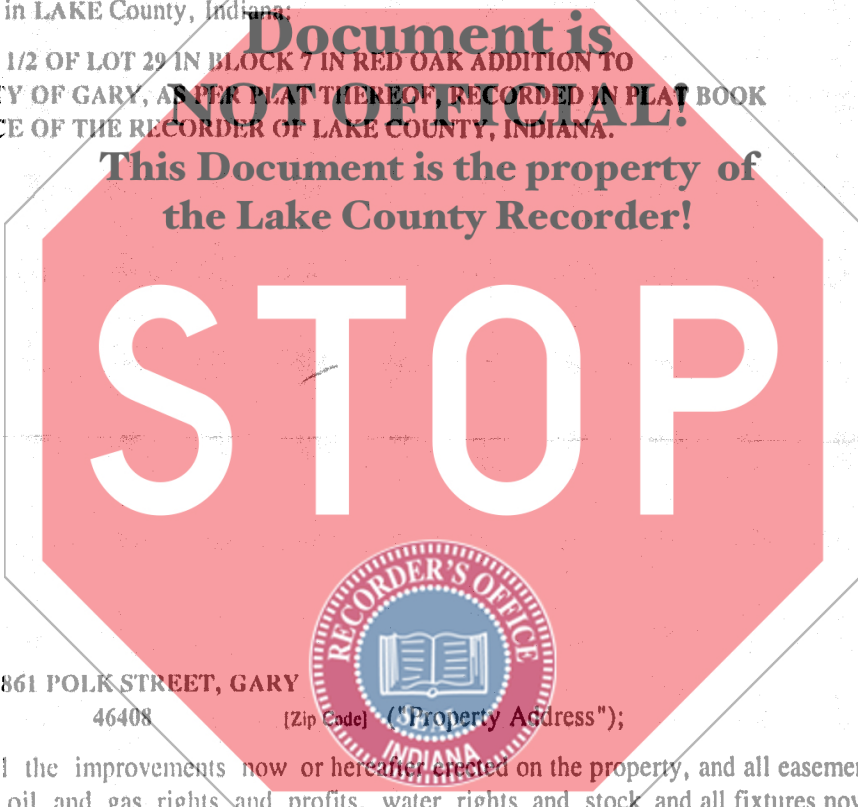 in LAKE County, Indiana:
Document is
1/2 OF LOT 29 IN BLOCK 7 IN RED OAK ADDITION TO
NOT OFFICIAL!
Y OF GARY, AS PER PLAT THEREOF, RECORDED IN PLAT BOOK
E OF THE RECORDER OF LAKE COUNTY, INDIANA.
This Document is the property of
the Lake County Recorder!
STOP
RECORDER'S OFFICE
SEAL
INDIANA
861 POLK STREET, GARY
46408 [Zip Code] ("Property Address");
l the improvements now or hereafter erected on the property, and all easeme
oil and gas rights and profits, water rights and stock and all fixtures now